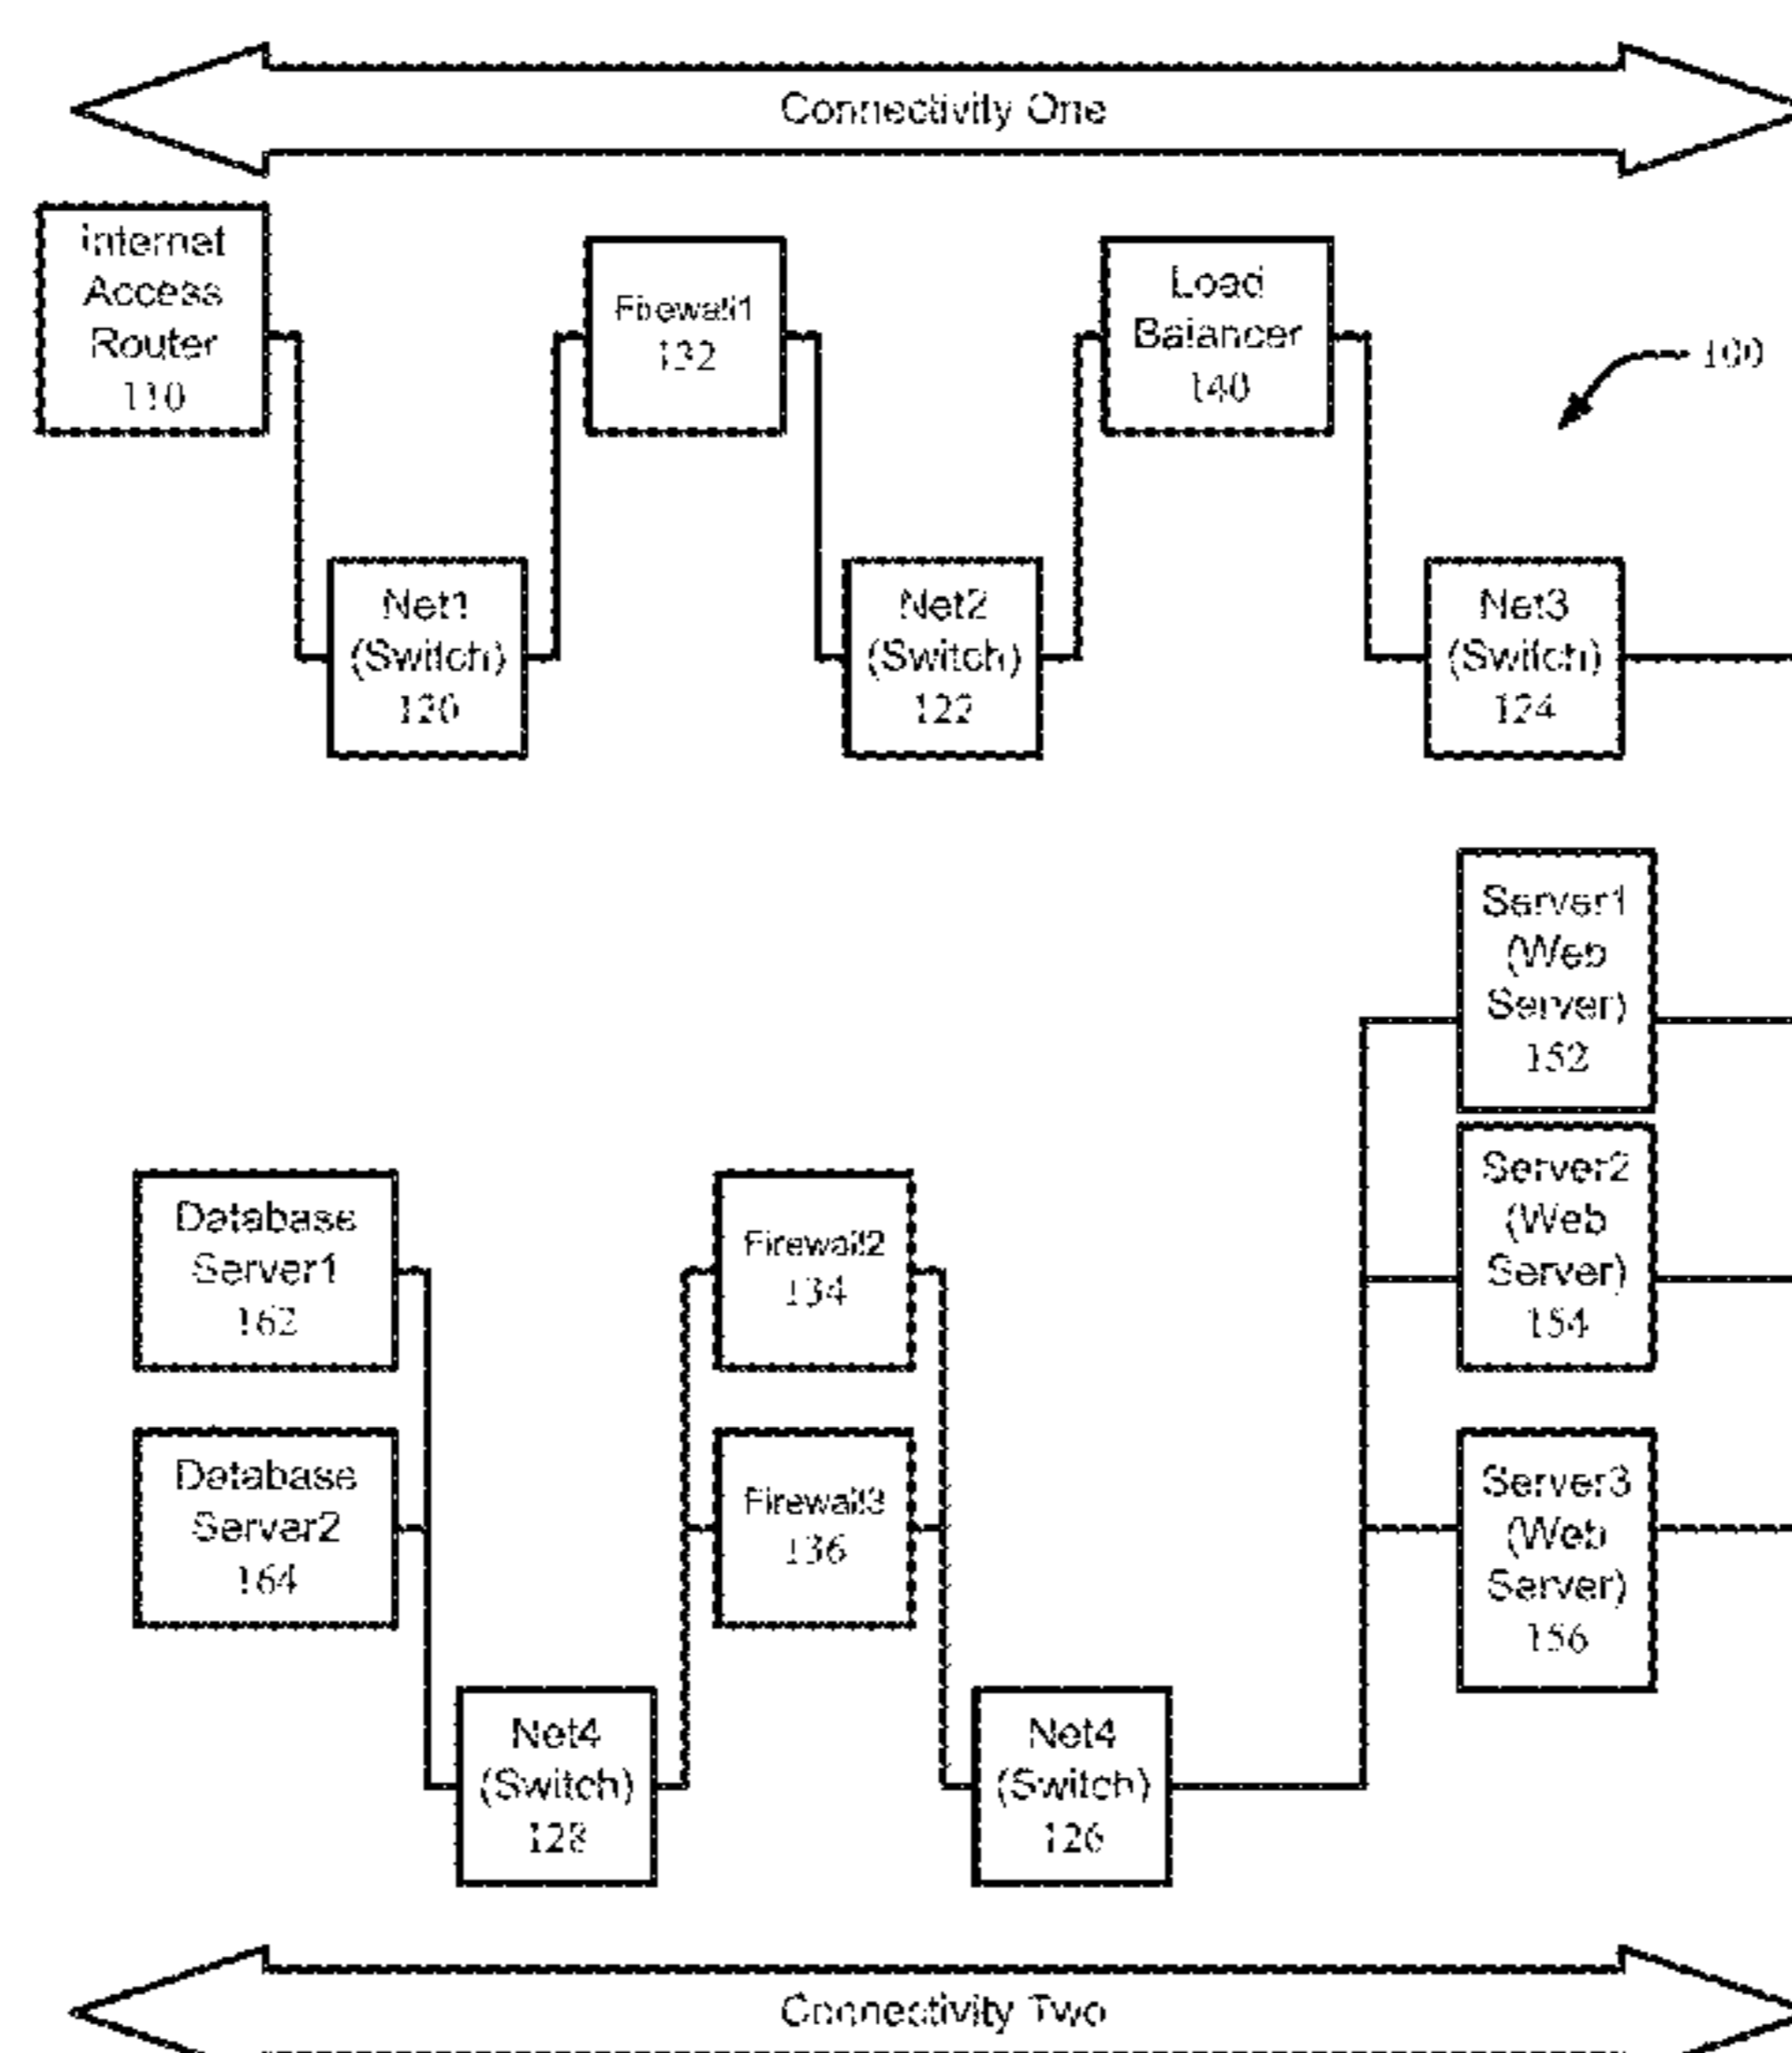 Connectivity One
Internet
Access
Router
110
Firewall1
132
Load
Balancer
140
100
Net1
(Switch)
120
Net2
(Switch)
122
Net3
(Switch)
124
Server1
(Web
Server)
152
Database
Server1
162
Firewall2
134
Server2
(Web
Server)
154
Database
Server2
164
Firewall3
136
Server3
(Web
Server)
156
Net4
(Switch)
128
Net4
(Switch)
126
Connectivity Two